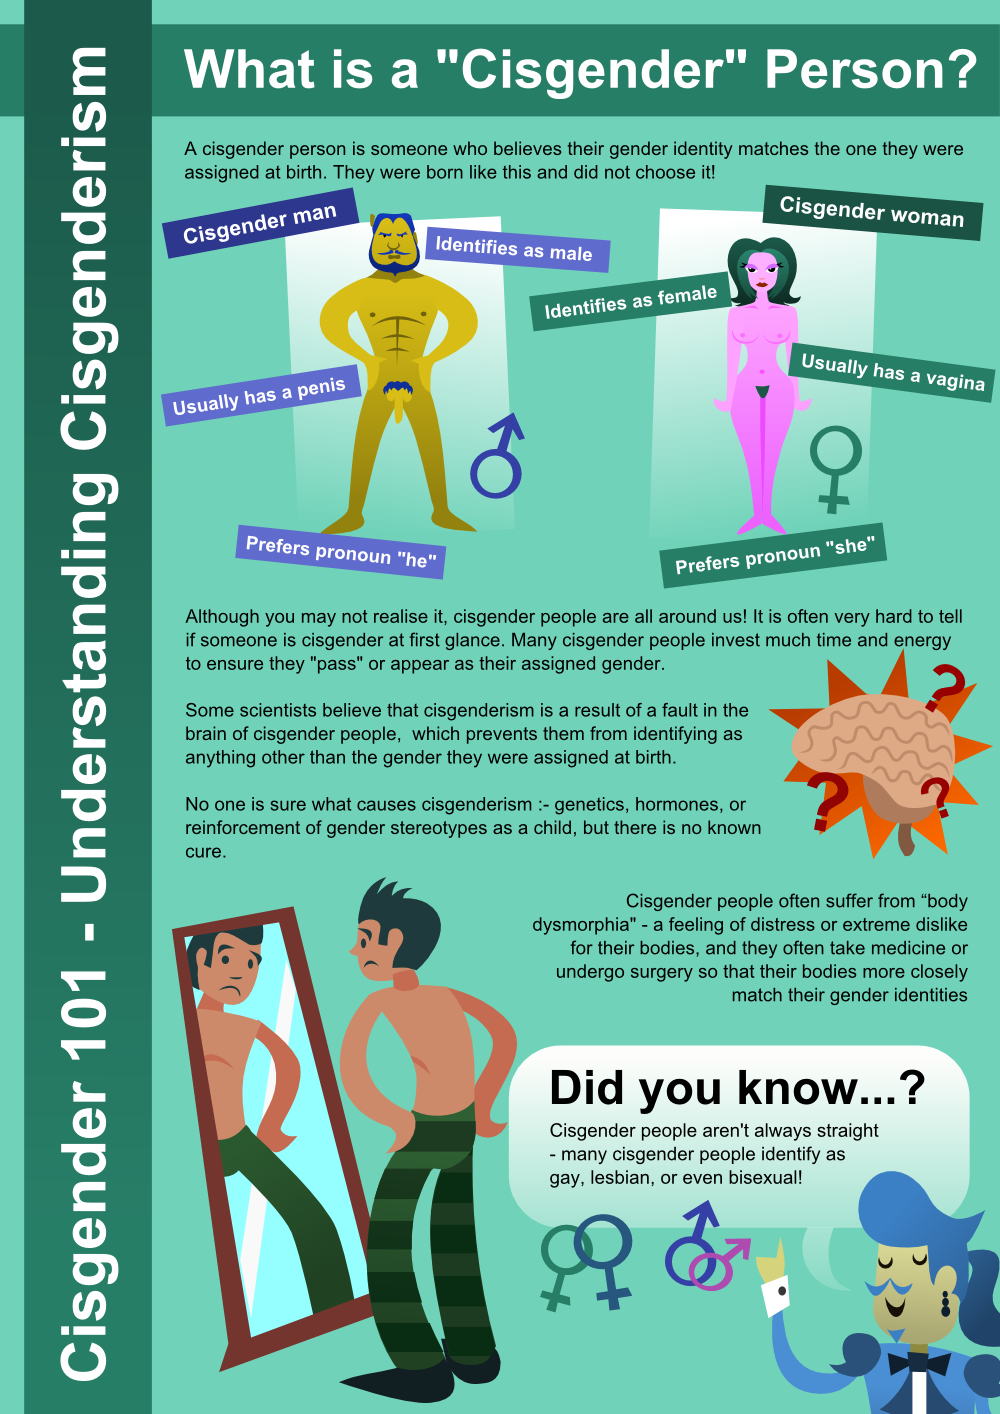 Cisgender 101 - Understanding Cisgenderism
What is a "Cisgender" Person?
A cisgender person is someone who believes their gender identity matches the one they were
assigned at birth. They were born like this and did not choose it!
Cisgender man
Identifies as male
Usually has a penis
Prefers pronoun "he"
Cisgender woman
Identifies as female
Usually has a vagina
Prefers pronoun "she"
Although you may not realise it, cisgender people are all around us! It is often very hard to tell
if someone is cisgender at first glance. Many cisgender people invest much time and energy
to ensure they "pass" or appear as their assigned gender.
Some scientists believe that cisgenderism is a result of a fault in the
brain of cisgender people,  which prevents them from identifying as
anything other than the gender they were assigned at birth.
No one is sure what causes cisgenderism :- genetics, hormones, or
reinforcement of gender stereotypes as a child, but there is no known
cure.
? ? ?
Cisgender people often suffer from “body
dysmorphia" - a feeling of distress or extreme dislike
for their bodies, and they often take medicine or
undergo surgery so that their bodies more closely
match their gender identities
Did you know...?
Cisgender people aren't always straight
- many cisgender people identify as
gay, lesbian, or even bisexual!